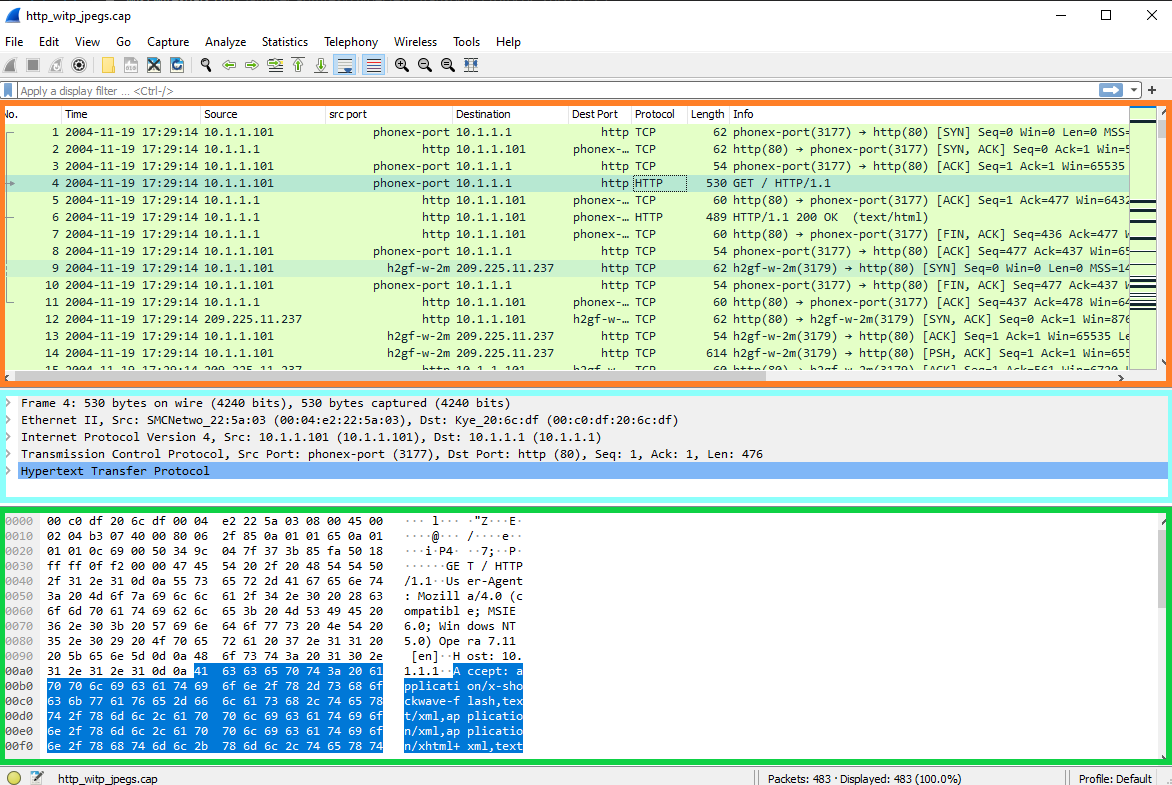 http_witp_jpegs.cap
File Edit View Go Capture Analyze Statistics Telephony Wireless Tools Help
Apply a display filter ... <Ctrl-/>
No. Time Source src port Destination Dest Port Protocol Length Info
1 2004-11-19 17:29:14 10.1.1.101 phonex-port 10.1.1.1 http TCP 62 phonex-port(3177) → http(80) [SYN] Seq=0 Win=0 Len=0 MSS=
2 2004-11-19 17:29:14 10.1.1.1 http 10.1.1.101 phonex-… TCP 62 http(80) → phonex-port(3177) [SYN, ACK] Seq=0 Ack=1 Win=5
3 2004-11-19 17:29:14 10.1.1.101 phonex-port 10.1.1.1 http TCP 54 phonex-port(3177) → http(80) [ACK] Seq=1 Ack=1 Win=65535
4 2004-11-19 17:29:14 10.1.1.101 phonex-port 10.1.1.1 http HTTP 530 GET / HTTP/1.1
5 2004-11-19 17:29:14 10.1.1.1 http 10.1.1.101 phonex-… TCP 60 http(80) → phonex-port(3177) [ACK] Seq=1 Ack=477 Win=6432
6 2004-11-19 17:29:14 10.1.1.1 http 10.1.1.101 phonex-… HTTP 489 HTTP/1.1 200 OK (text/html)
7 2004-11-19 17:29:14 10.1.1.1 http 10.1.1.101 phonex-… TCP 60 http(80) → phonex-port(3177) [FIN, ACK] Seq=436 Ack=477 W
8 2004-11-19 17:29:14 10.1.1.101 phonex-port 10.1.1.1 http TCP 54 phonex-port(3177) → http(80) [ACK] Seq=477 Ack=437 Win=65
9 2004-11-19 17:29:14 10.1.1.101 h2gf-w-2m 209.225.11.237 http TCP 62 h2gf-w-2m(3179) → http(80) [SYN] Seq=0 Win=0 Len=0 MSS=14
10 2004-11-19 17:29:14 10.1.1.101 phonex-port 10.1.1.1 http TCP 54 phonex-port(3177) → http(80) [FIN, ACK] Seq=477 Ack=437 W
11 2004-11-19 17:29:14 10.1.1.1 http 10.1.1.101 phonex-… TCP 60 http(80) → phonex-port(3177) [ACK] Seq=437 Ack=478 Win=64
12 2004-11-19 17:29:14 209.225.11.237 http 10.1.1.101 h2gf-w-… TCP 62 http(80) → h2gf-w-2m(3179) [SYN, ACK] Seq=0 Ack=1 Win=876
13 2004-11-19 17:29:14 10.1.1.101 h2gf-w-2m 209.225.11.237 http TCP 54 h2gf-w-2m(3179) → http(80) [ACK] Seq=1 Ack=1 Win=65535 Le
14 2004-11-19 17:29:14 10.1.1.101 h2gf-w-2m 209.225.11.237 http TCP 614 h2gf-w-2m(3179) → http(80) [PSH, ACK] Seq=1 Ack=1 Win=655
15 2004-11-19 17:29:14 209.225.11.237 http 10.1.1.101 h2gf-w-… TCP 60 http(80) → h2gf-w-2m(3179) [ACK] Seq=1 Ack=561 Win=6720
Frame 4: 530 bytes on wire (4240 bits), 530 bytes captured (4240 bits)
Ethernet II, Src: SMCNetwo_22:5a:03 (00:04:e2:22:5a:03), Dst: Kye_20:6c:df (00:c0:df:20:6c:df)
Internet Protocol Version 4, Src: 10.1.1.101 (10.1.1.101), Dst: 10.1.1.1 (10.1.1.1)
Transmission Control Protocol, Src Port: phonex-port (3177), Dst Port: http (80), Seq: 1, Ack: 1, Len: 476
Hypertext Transfer Protocol
0000 00 c0 df 20 6c df 00 04 e2 22 5a 03 08 00 45 00 ··· l··· ·"Z···E·
0010 02 04 b3 07 40 00 80 06 2f 85 0a 01 01 65 0a 01 ····@··· /····e··
0020 01 01 0c 69 00 50 34 9c 04 7f 37 3b 85 fa 50 18 ···i·P4· ··7;··P·
0030 ff ff 0f f2 00 00 47 45 54 20 2f 20 48 54 54 50 ······GE T / HTTP
0040 2f 31 2e 31 0d 0a 55 73 65 72 2d 41 67 65 6e 74 /1.1··Us er-Agent
0050 3a 20 4d 6f 7a 69 6c 6c 61 2f 34 2e 30 20 28 63 : Mozill a/4.0 (c
0060 6f 6d 70 61 74 69 62 6c 65 3b 20 4d 53 49 45 20 ompatibl e; MSIE
0070 36 2e 30 3b 20 57 69 6e 64 6f 77 73 20 4e 54 20 6.0; Win dows NT
0080 35 2e 30 29 20 4f 70 65 72 61 20 37 2e 31 31 20 5.0) Ope ra 7.11
0090 20 5b 65 6e 5d 0d 0a 48 6f 73 74 3a 20 31 30 2e [en]··H ost: 10.
00a0 31 2e 31 2e 31 0d 0a 41 63 63 65 70 74 3a 20 61 1.1.1··A ccept: a
00b0 70 70 6c 69 63 61 74 69 6f 6e 2f 78 2d 73 68 6f pplicati on/x-sho
00c0 63 6b 77 61 76 65 2d 66 6c 61 73 68 2c 74 65 78 ckwave-f lash,tex
00d0 74 2f 78 6d 6c 2c 61 70 70 6c 69 63 61 74 69 6f t/xml,ap plicatio
00e0 6e 2f 78 6d 6c 2c 61 70 70 6c 69 63 61 74 69 6f n/xml,ap plicatio
00f0 6e 2f 78 68 74 6d 6c 2b 78 6d 6c 2c 74 65 78 74 n/xhtml+ xml,text
http_witp_jpegs.cap Packets: 483 · Displayed: 483 (100.0%) Profile: Default